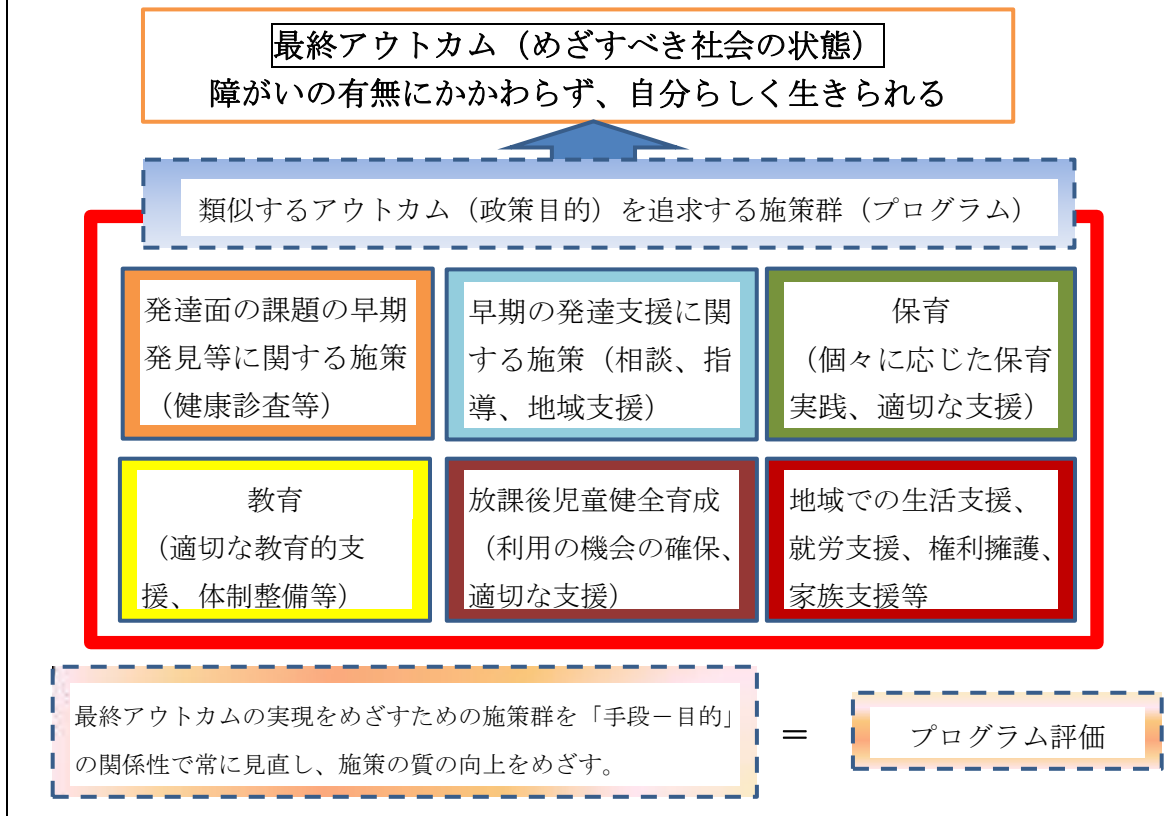 最終アウトカム（めざすべき社会の状態）
障がいの有無にかかわらず、自分らしく生きられる
類似するアウトカム（政策目的）を追求する施策群（プログラム）
発達面の課題の早期
発見等に関する施策
（健康診査等）
早期の発達支援に関
する施策（相談、指
導、地域支援）
保育
（個々に応じた保育
実践、適切な支援）
教育
（適切な教育的支
援、体制整備等）
放課後児童健全育成
（利用の機会の確保、
適切な支援）
地域での生活支援、
就労支援、権利擁護、
家族支援等
最終アウトカムの実現をめざすための施策群を「手段－目的」
の関係性で常に見直し、施策の質の向上をめざす。
＝
プログラム評価